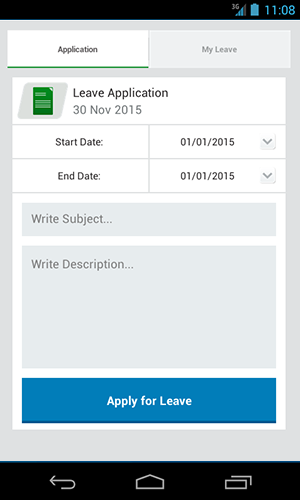 3G 11:08
Application My Leave
Leave Application
30 Nov 2015
Start Date: 01/01/2015
End Date: 01/01/2015
Write Subject...
Write Description...
Apply for Leave